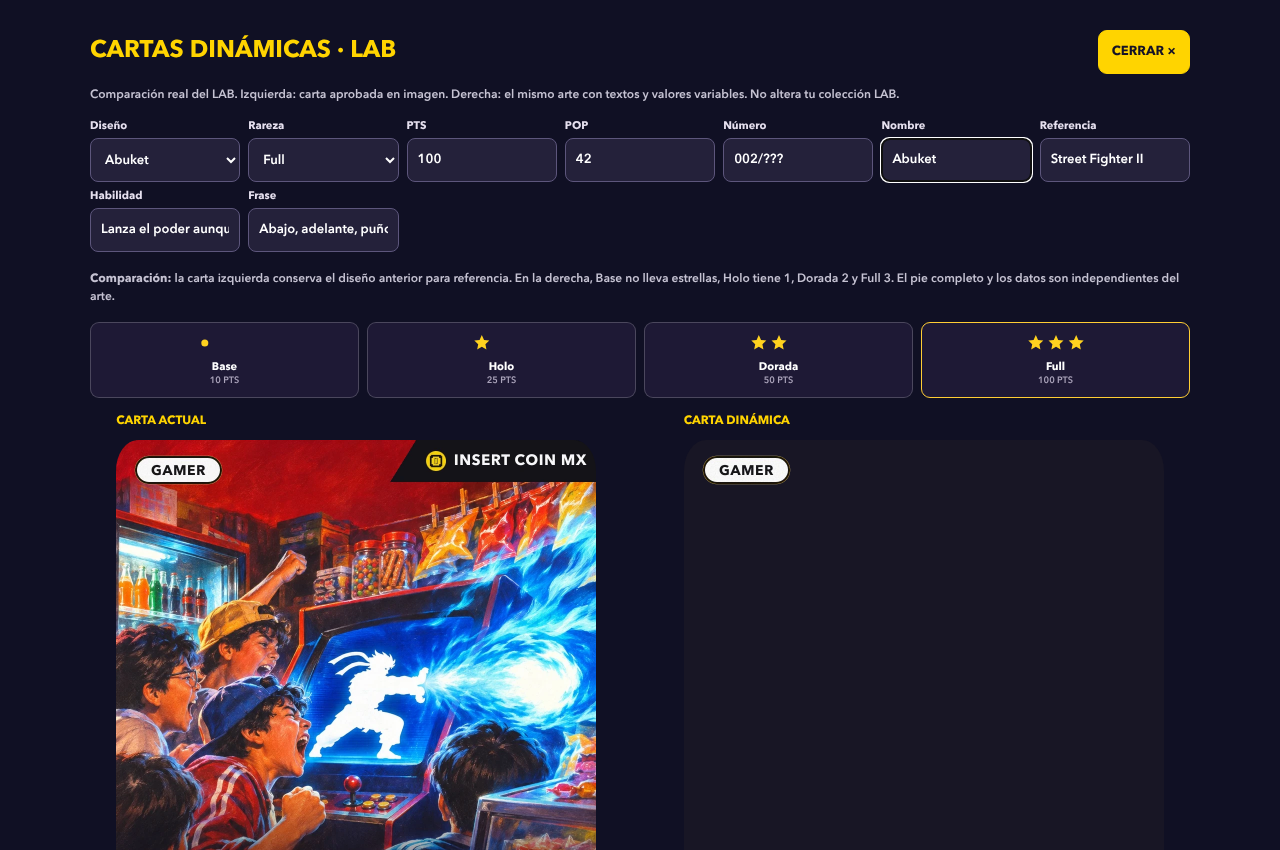 CARTAS DINÁMICAS · LAB
CERRAR ×
Comparación real del LAB. Izquierda: carta aprobada en imagen. Derecha: el mismo arte con textos y valores variables. No altera tu colección LAB.
Diseño Rareza PTS POP Número Nombre Referencia
Abuket Full 100 42 002/??? Abuket Street Fighter II
Habilidad Frase
Lanza el poder aunqu Abajo, adelante, puño
Comparación: la carta izquierda conserva el diseño anterior para referencia. En la derecha, Base no lleva estrellas, Holo tiene 1, Dorada 2 y Full 3. El pie completo y los datos son independientes del
arte.
Base Holo Dorada Full
10 PTS 25 PTS 50 PTS 100 PTS
CARTA ACTUAL CARTA DINÁMICA
GAMER INSERT COIN MX GAMER